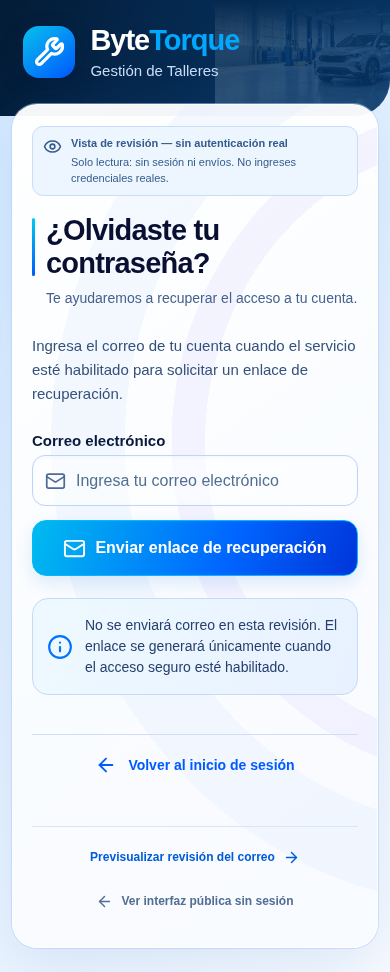 ByteTorque
Gestión de Talleres
Vista de revisión — sin autenticación real
Solo lectura: sin sesión ni envíos. No ingreses
credenciales reales.
¿Olvidaste tu
contraseña?
Te ayudaremos a recuperar el acceso a tu cuenta.
Ingresa el correo de tu cuenta cuando el servicio
esté habilitado para solicitar un enlace de
recuperación.
Correo electrónico
Ingresa tu correo electrónico
Enviar enlace de recuperación
No se enviará correo en esta revisión. El
enlace se generará únicamente cuando
el acceso seguro esté habilitado.
Volver al inicio de sesión
Previsualizar revisión del correo
Ver interfaz pública sin sesión